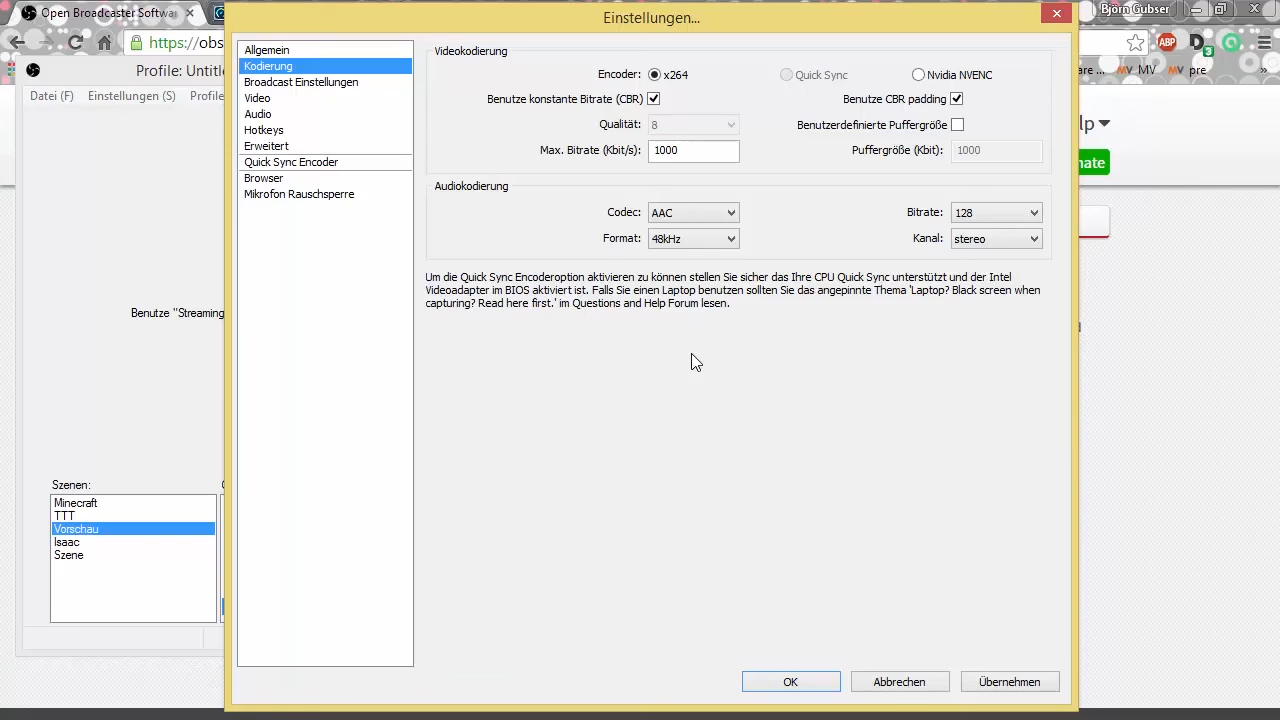 Open Broadcaster Softwar
Björn Gubser
Einstellungen...
https://obs
ABP
D
3
MV
pre
Profile: Untitle
Datei (F)
Einstellungen (S)
Profile
Allgemein
Kodierung
Broadcast Einstellungen
Video
Audio
Hotkeys
Erweitert
Quick Sync Encoder
Browser
Mikrofon Rauschsperre
Videokodierung
Encoder:
x264
Quick Sync
Nvidia NVENC
Benutze konstante Bitrate (CBR)
Benutze CBR padding
Qualität:
8
Benutzerdefinierte Puffergröße
Max. Bitrate (Kbit/s):
1000
Puffergröße (Kbit):
1000
Audiokodierung
Codec:
AAC
Bitrate:
128
Format:
48kHz
Kanal:
stereo
Um die Quick Sync Encoderoption aktivieren zu können stellen Sie sicher das Ihre CPU Quick Sync unterstützt und der Intel
Videoadapter im BIOS aktiviert ist. Falls Sie einen Laptop benutzen sollten Sie das angepinnte Thema 'Laptop? Black screen when
capturing? Read here first.' im Questions and Help Forum lesen.
Benutze "Streaming
Szenen:
Minecraft
TTT
Vorschau
Isaac
Szene
OK
Abbrechen
Übernehmen